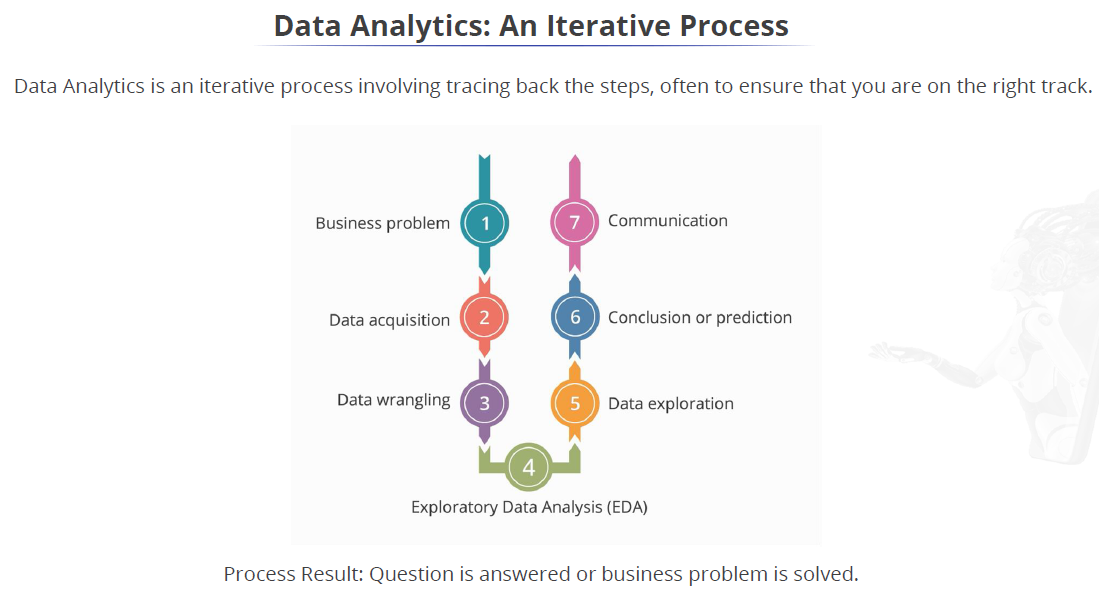 Data Analytics: An Iterative Process
Data Analytics is an iterative process involving tracing back the steps, often to ensure that you are on the right track.
Business problem 1
7 Communication
Data acquisition 2
6 Conclusion or prediction
Data wrangling 3
5 Data exploration
4
Exploratory Data Analysis (EDA)
Process Result: Question is answered or business problem is solved.